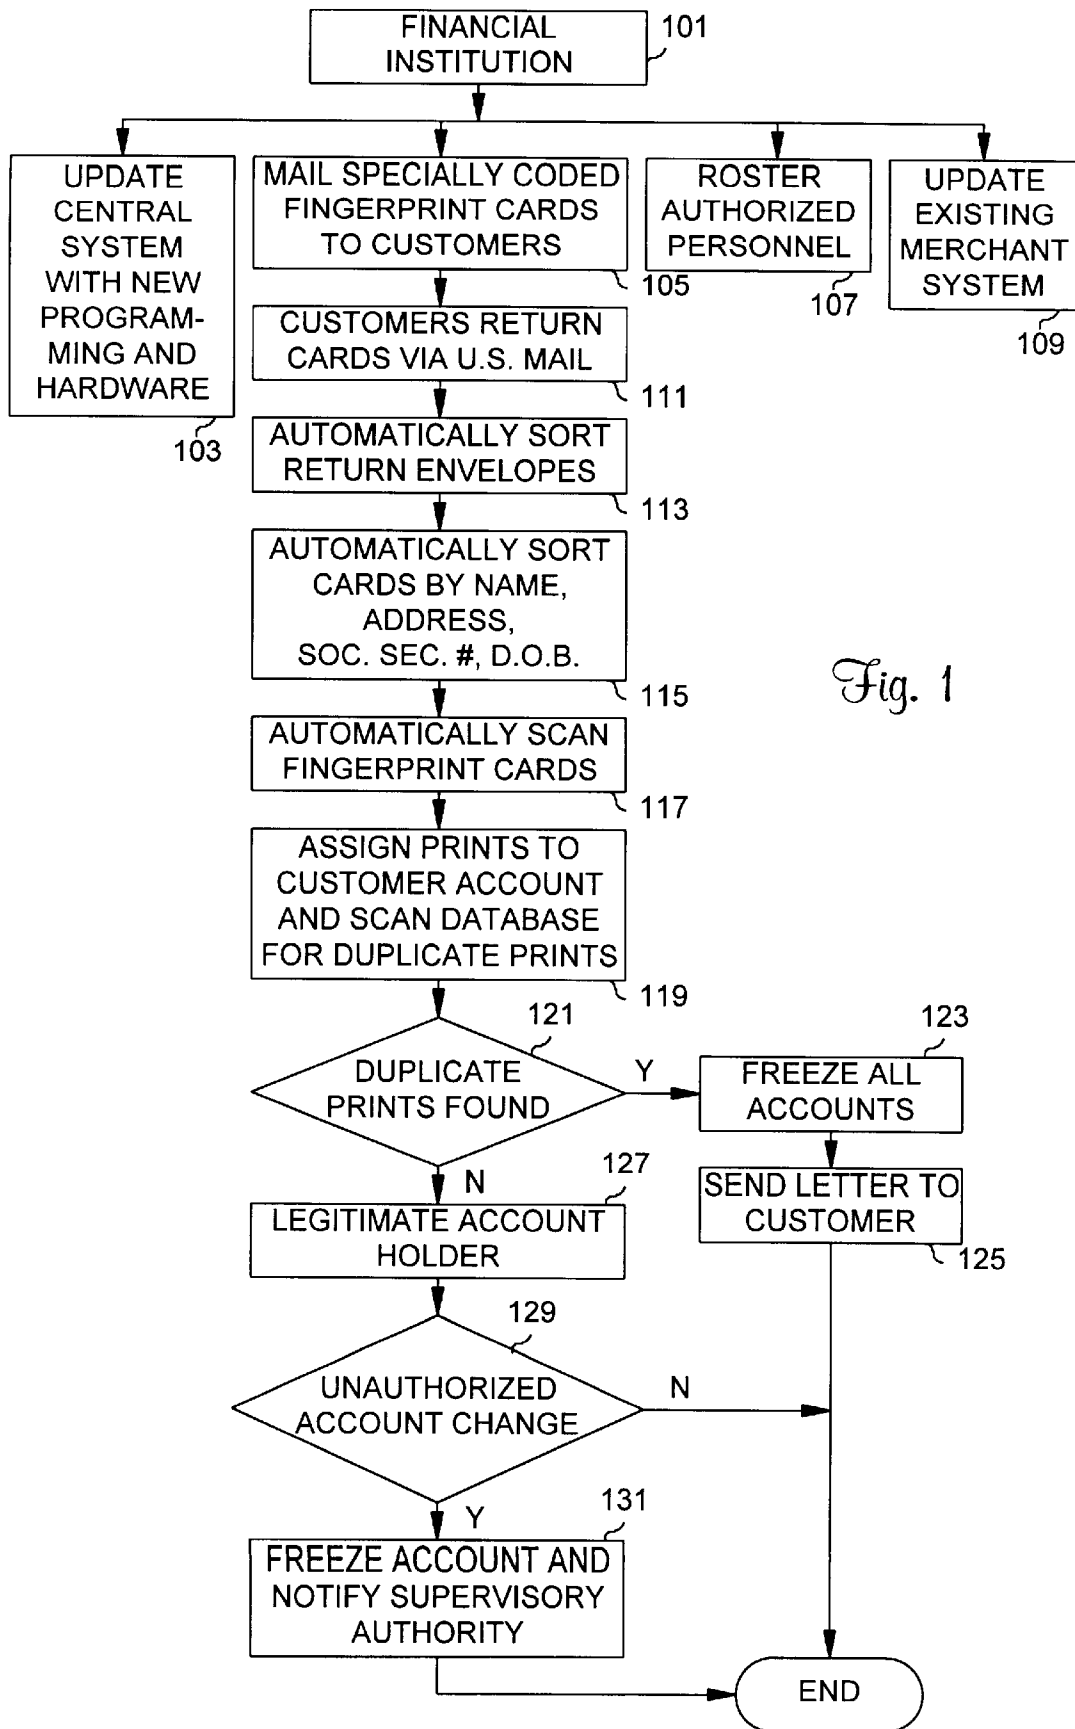 FINANCIAL
INSTITUTION
101
UPDATE
CENTRAL
SYSTEM
WITH NEW
PROGRAM-
MING AND
HARDWARE
103
MAIL SPECIALLY CODED
FINGERPRINT CARDS
TO CUSTOMERS
105
ROSTER
AUTHORIZED
PERSONNEL
107
UPDATE
EXISTING
MERCHANT
SYSTEM
109
CUSTOMERS RETURN
CARDS VIA U.S. MAIL
111
AUTOMATICALLY SORT
RETURN ENVELOPES
113
AUTOMATICALLY SORT
CARDS BY NAME,
ADDRESS,
SOC. SEC. #, D.O.B.
115
Fig. 1
AUTOMATICALLY SCAN
FINGERPRINT CARDS
117
ASSIGN PRINTS TO
CUSTOMER ACCOUNT
AND SCAN DATABASE
FOR DUPLICATE PRINTS
119
121
DUPLICATE
PRINTS FOUND
Y
123
FREEZE ALL
ACCOUNTS
SEND LETTER TO
CUSTOMER
125
N
127
LEGITIMATE ACCOUNT
HOLDER
129
UNAUTHORIZED
ACCOUNT CHANGE
N
Y
131
FREEZE ACCOUNT AND
NOTIFY SUPERVISORY
AUTHORITY
END